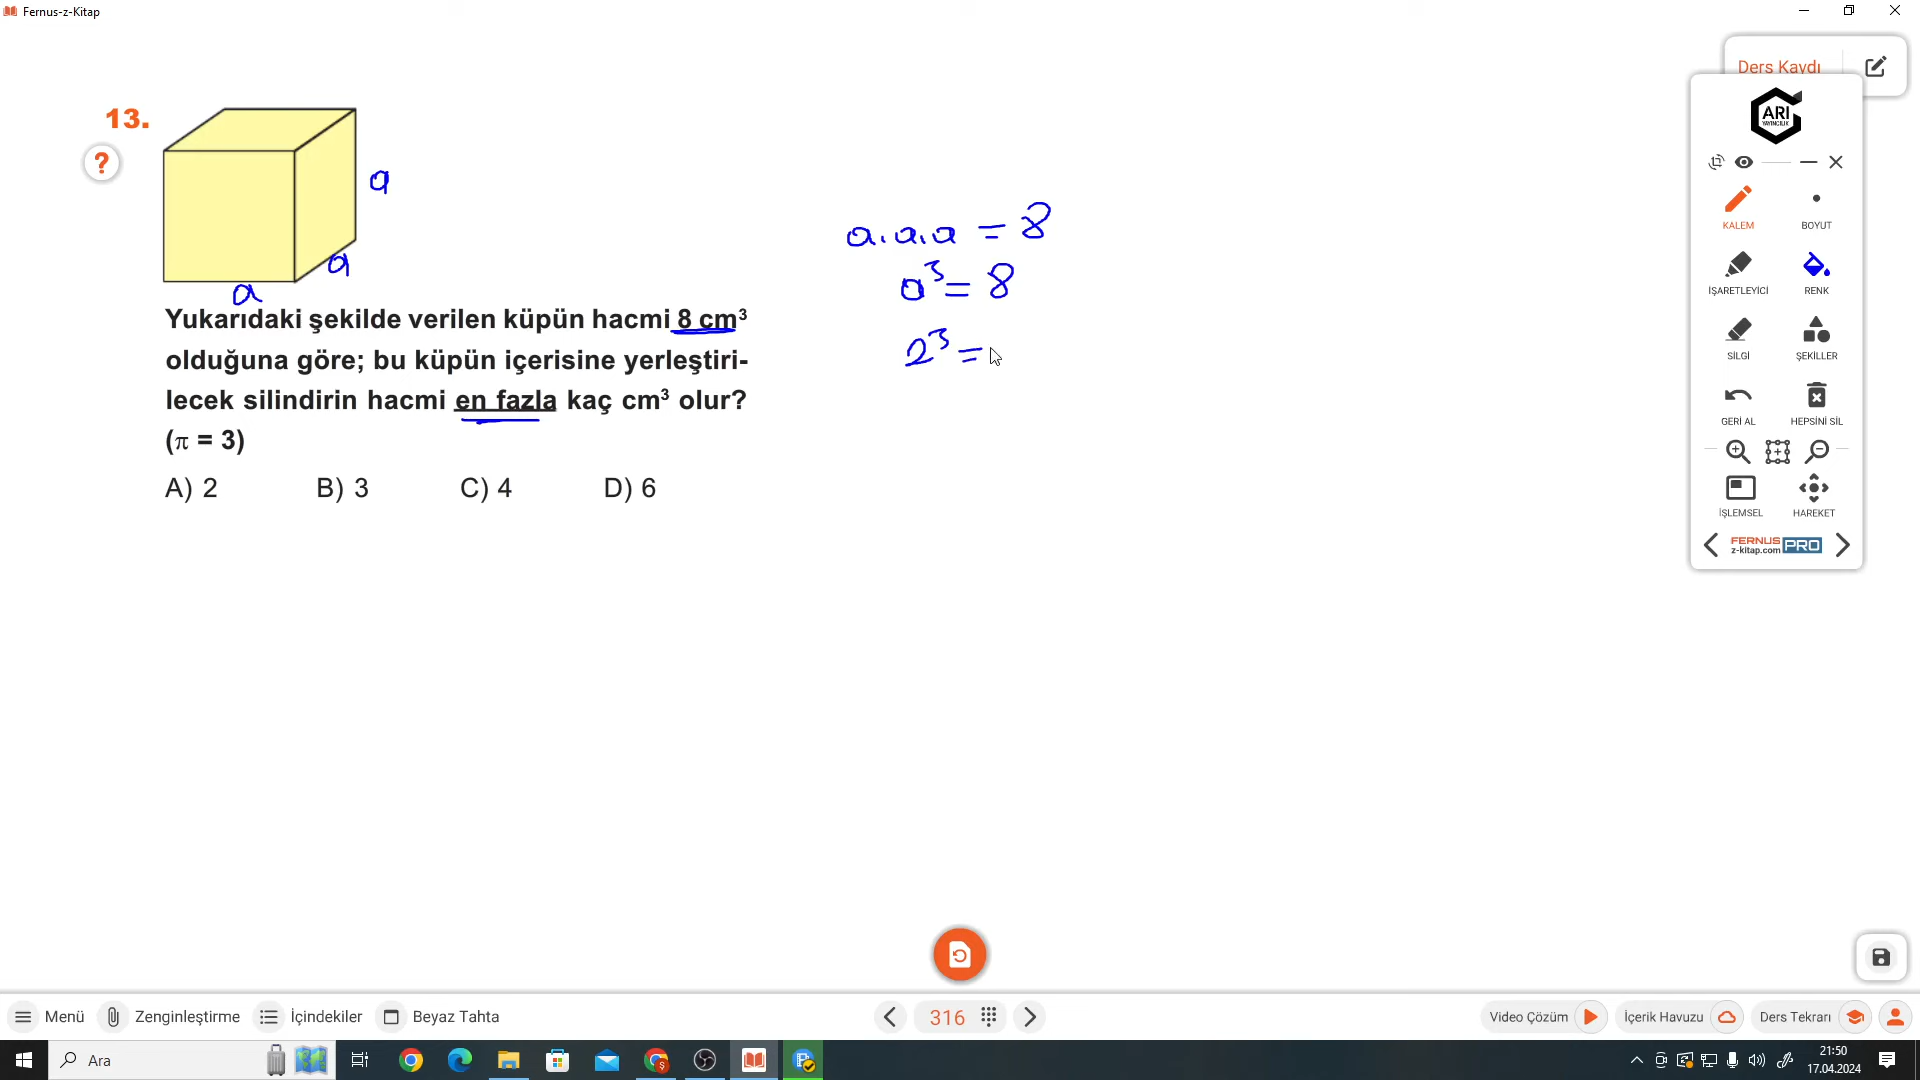 Fernus-z-Kitap
Ders Kaydı
ARI
YAYINCILIK
13.
?
a
a
a
a.a.a = 8
a³ = 8
2³ =
Yukarıdaki şekilde verilen küpün hacmi 8 cm³
olduğuna göre; bu küpün içerisine yerleştiri-
lecek silindirin hacmi en fazla kaç cm³ olur?
(π = 3)
A) 2 B) 3 C) 4 D) 6
KALEM BOYUT
İŞARETLEYİCİ RENK
SİLGİ ŞEKİLLER
GERİ AL HEPSİNİ SİL
İŞLEMSEL HAREKET
FERNUS
z-kitap.com PRO
Menü Zenginleştirme İçindekiler Beyaz Tahta 316 Video Çözüm İçerik Havuzu Ders Tekrarı
Ara
21:50
17.04.2024